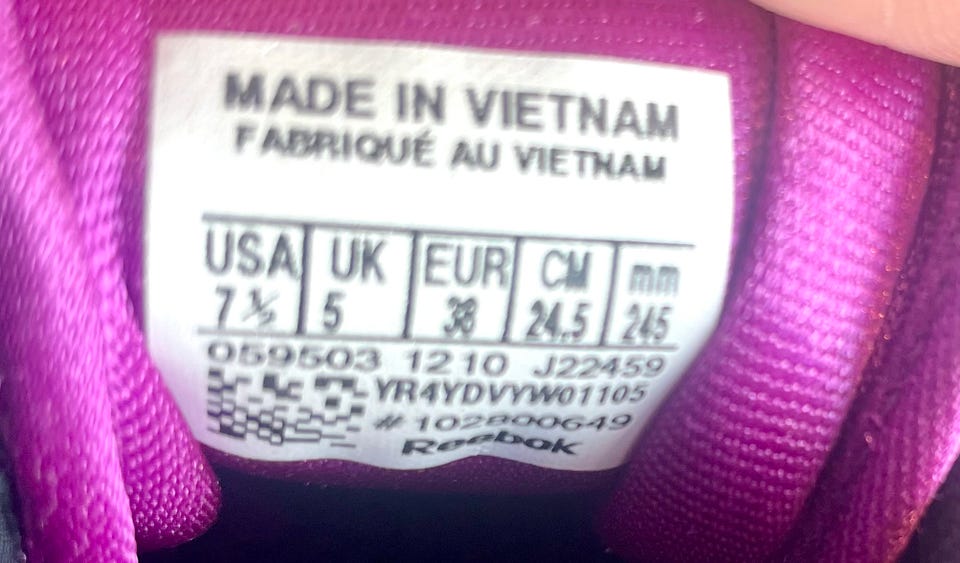 MADE IN VIETNAM
FABRIQUÉ AU VIETNAM
USA UK EUR CM mm
7 ½ 5 38 24.5 245
059503 1210 J22459
YR4YDVYW01105
#102800649
Reebok